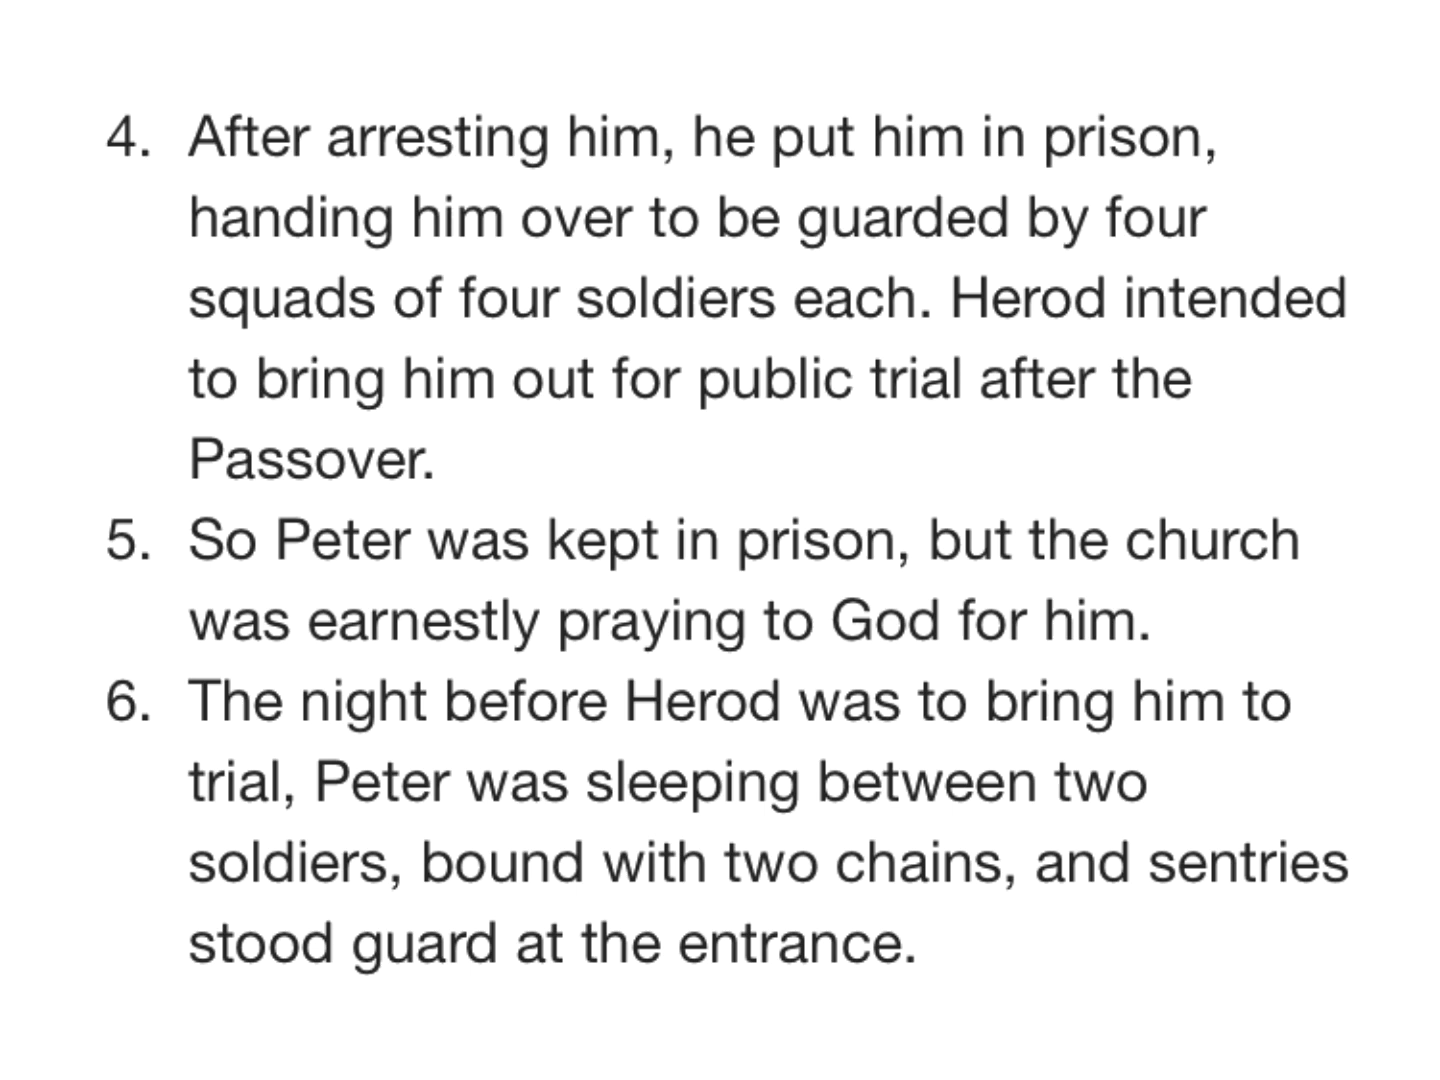 4. After arresting him, he put him in prison,
handing him over to be guarded by four
squads of four soldiers each. Herod intended
to bring him out for public trial after the
Passover.
5. So Peter was kept in prison, but the church
was earnestly praying to God for him.
6. The night before Herod was to bring him to
trial, Peter was sleeping between two
soldiers, bound with two chains, and sentries
stood guard at the entrance.